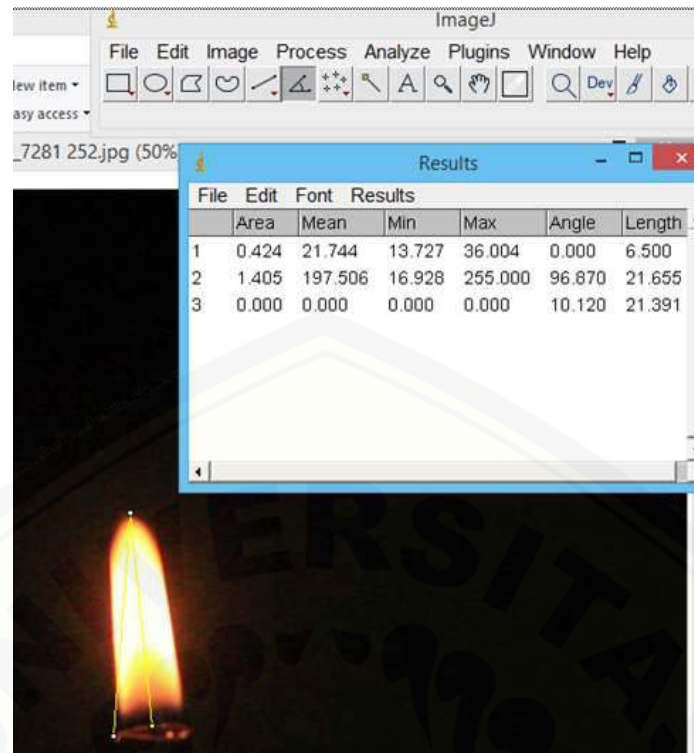 ImageJ
File Edit Image Process Analyze Plugins Window Help
lew item
A Dev
asy access
_7281 252.jpg (50%
Results
File Edit Font Results
Area Mean Min Max Angle Length
1 0.424 21.744 13.727 36.004 0.000 6.500
2 1.405 197.506 16.928 255.000 96.870 21.655
3 0.000 0.000 0.000 0.000 10.120 21.391
UNIVERSITAS